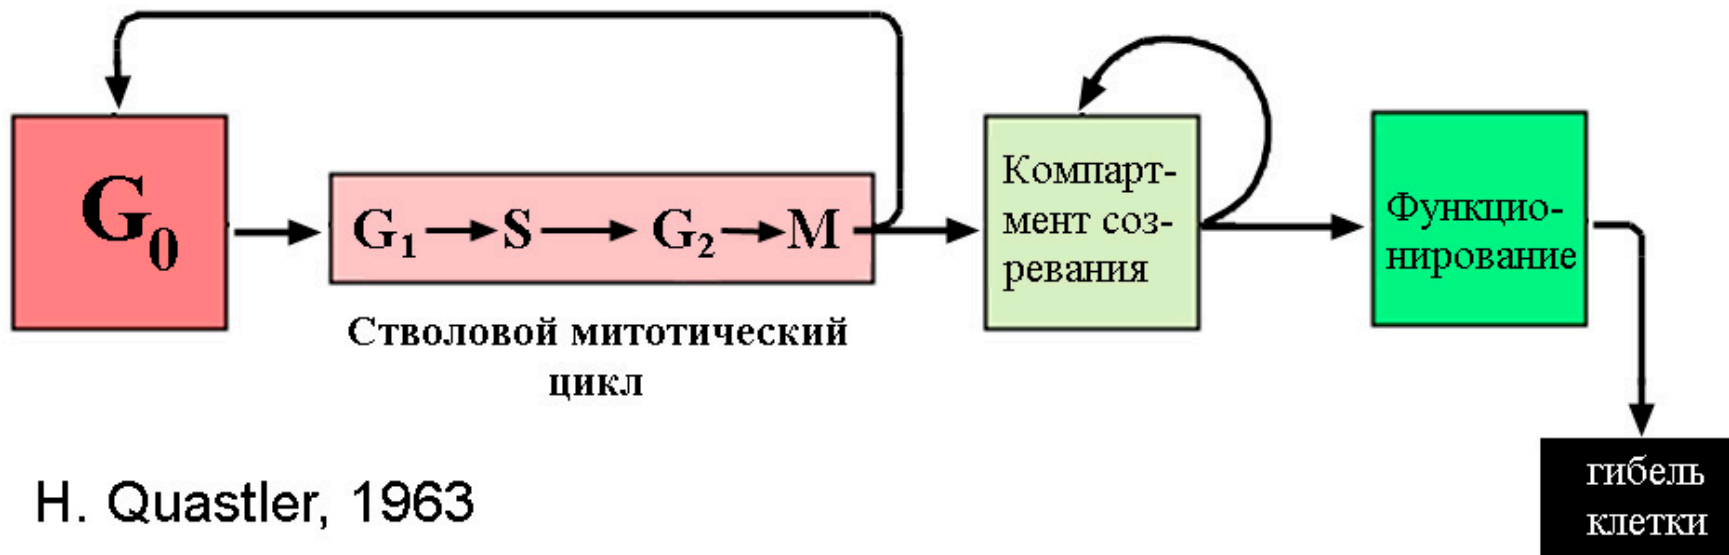 G₀
G₁ S G₂ M
Стволовой митотический
цикл
Компарт-
мент соз-
ревания
Функцио-
нирование
гибель
клетки
H. Quastler, 1963